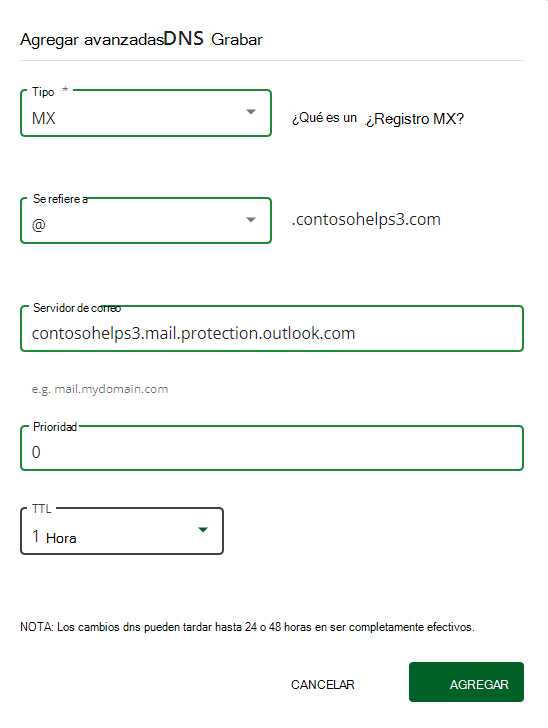 Agregar avanzadas DNS Grabar
Tipo *
MX
¿Qué es un ¿Registro MX?
Se refiere a
@
.contosohelps3.com
Servidor de correo
contosohelps3.mail.protection.outlook.com
e.g. mail.mydomain.com
Prioridad
0
TTL
1 Hora
NOTA: Los cambios dns pueden tardar hasta 24 o 48 horas en ser completamente efectivos.
CANCELAR AGREGAR